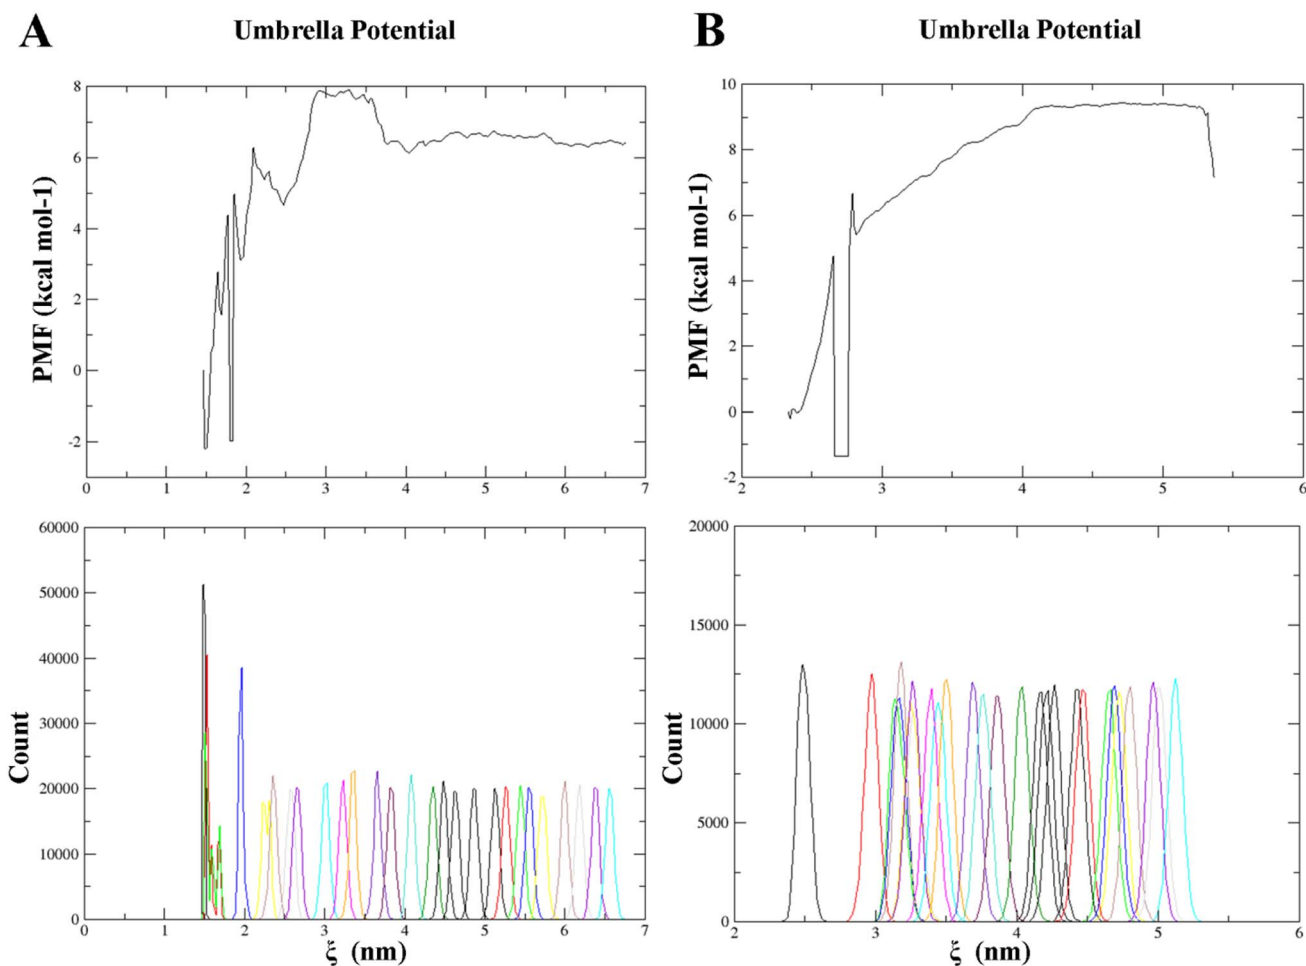 A
Umbrella Potential
PMF (kcal mol-1)
8
6
4
2
0
-2
0 1 2 3 4 5 6 7
Count
60000
50000
40000
30000
20000
10000
0
0 1 2 3 4 5 6 7
ξ (nm)
B
Umbrella Potential
PMF (kcal mol-1)
10
8
6
4
2
0
-2
2 3 4 5 6
Count
20000
15000
10000
5000
0
2 3 4 5 6
ξ (nm)